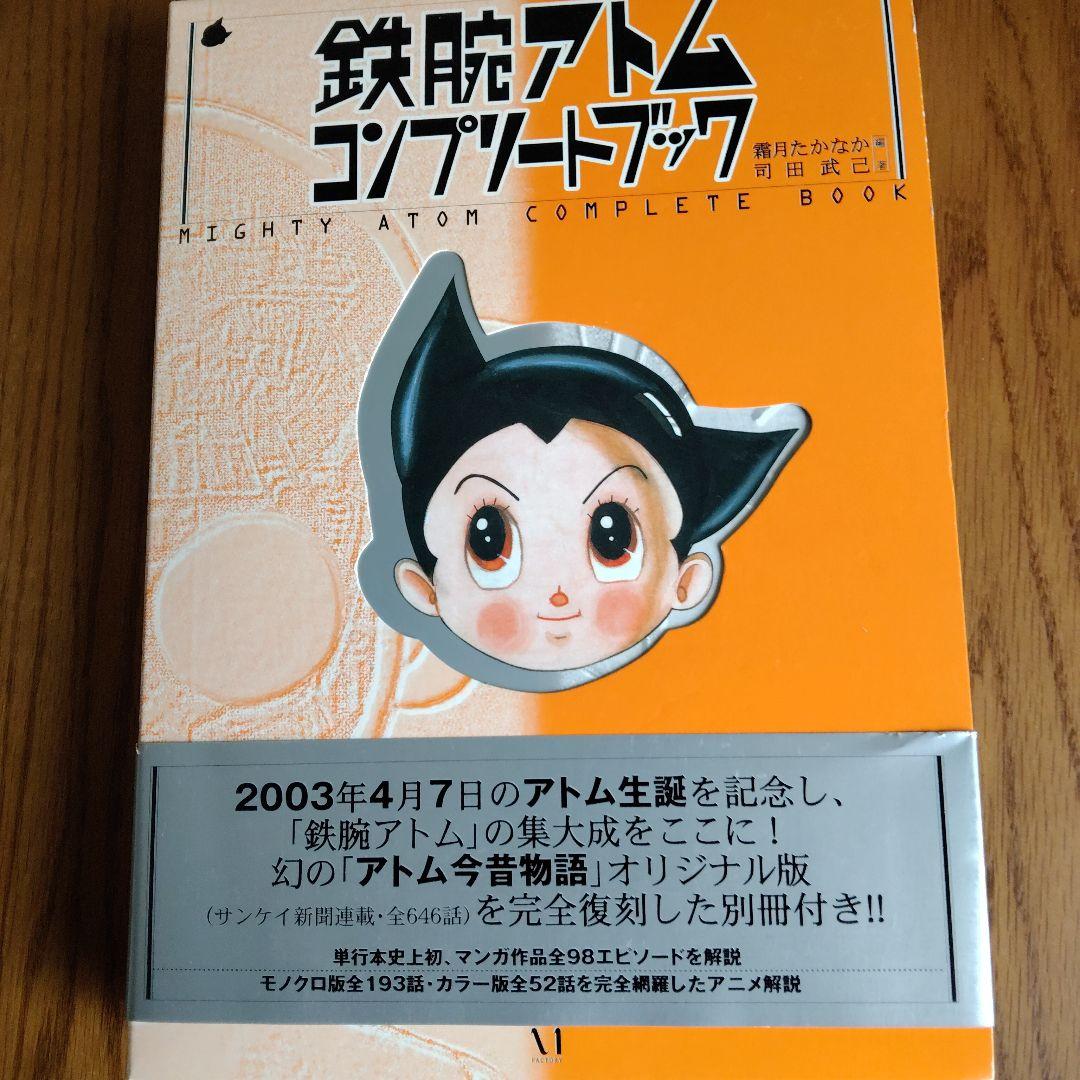 鉄腕アトム
コンプリートブック
霜月たかなか 編
司田 武己 著
MIGHTY ATOM COMPLETE BOOK
2003年4月7日のアトム生誕を記念し、
「鉄腕アトム」の集大成をここに!
幻の「アトム今昔物語」オリジナル版
(サンケイ新聞連載・全646話)を完全復刻した別冊付き!!
単行本史上初、マンガ作品全98エピソードを解説
モノクロ版全193話・カラー版全52話を完全網羅したアニメ解説
FACTORY